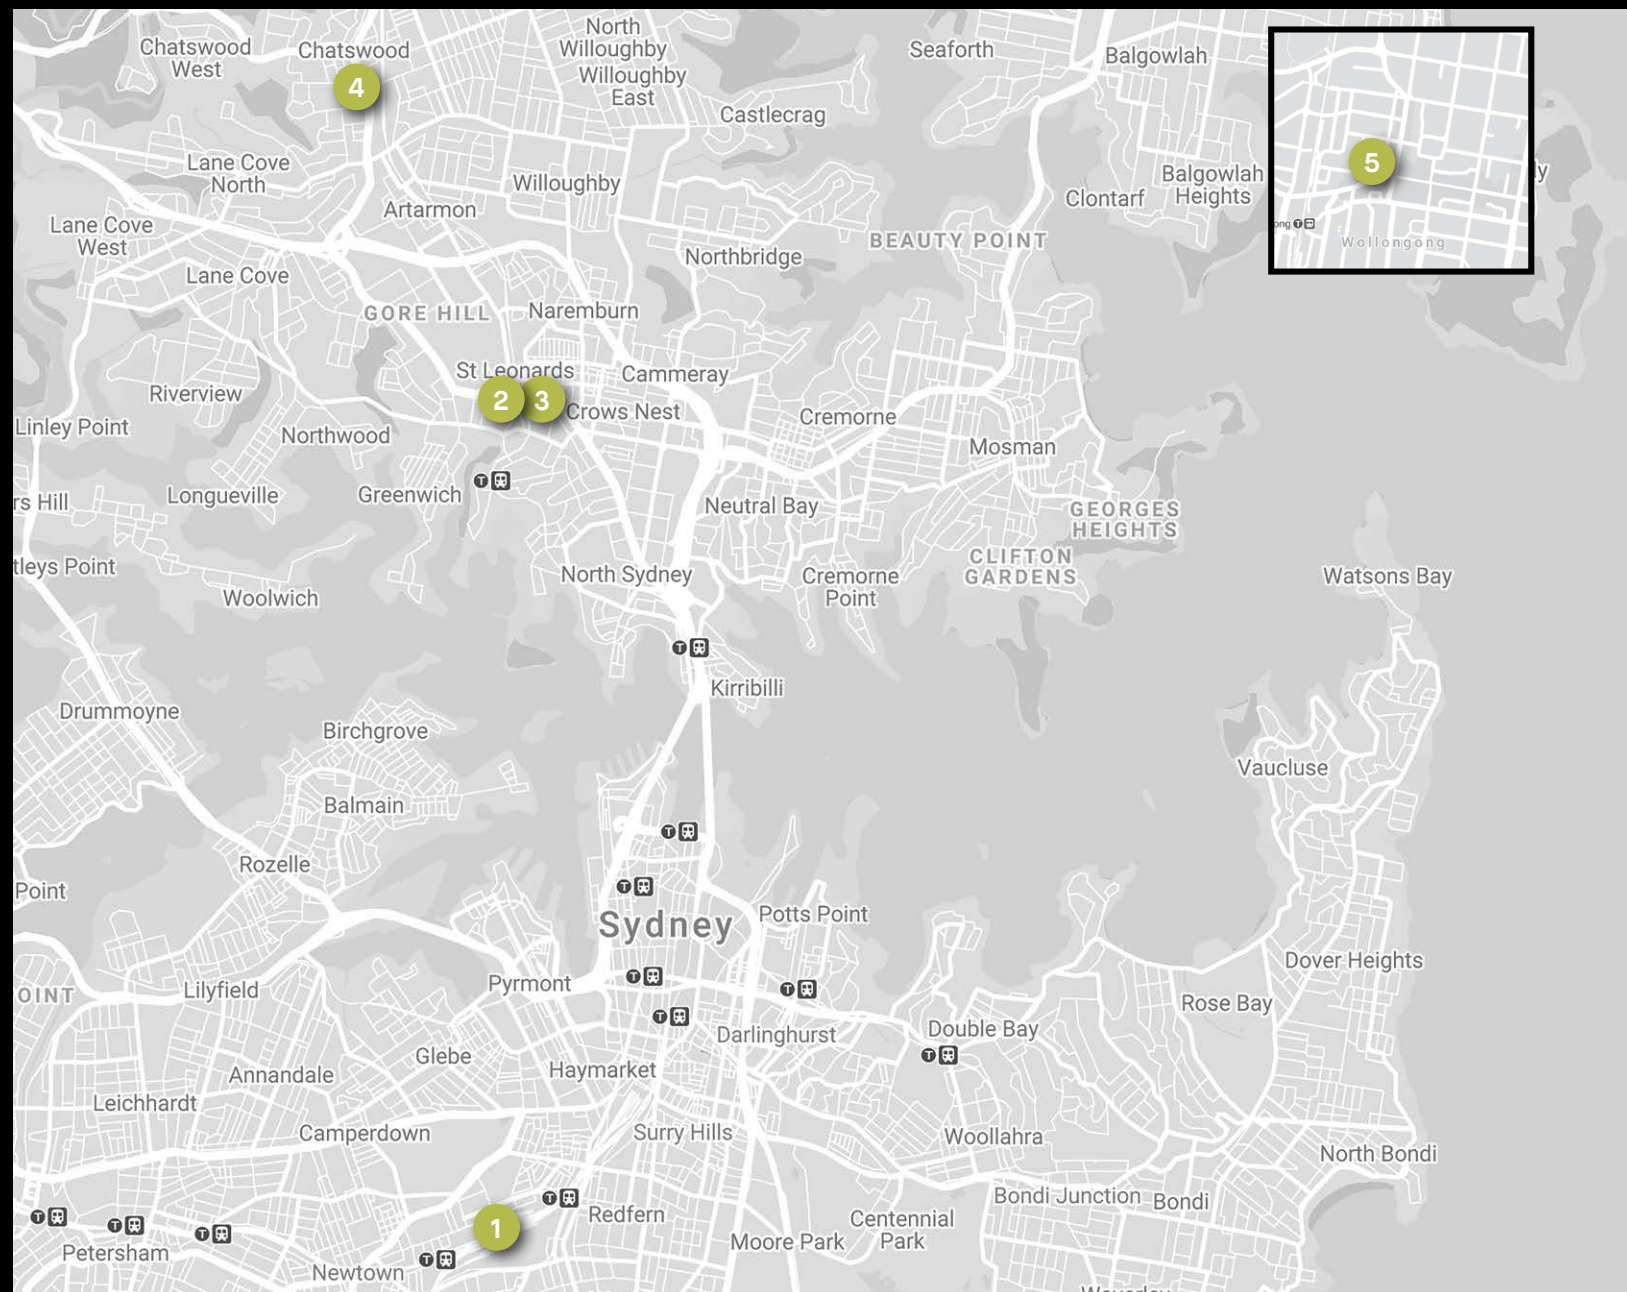 Chatswood
West
Chatswood
4
North
Willoughby
Willoughby
East
Castlecrag
Seaforth
Balgowlah
Lane Cove
North
Willoughby
Artarmon
Clontarf
Balgowlah
Heights
5
ly
ong T
Wollongong
Lane Cove
West
Lane Cove
BEAUTY POINT
Northbridge
GORE HILL
Naremburn
St Leonards
2
3
Cammeray
Crows Nest
Riverview
Linley Point
Northwood
Cremorne
Mosman
rs Hill
Longueville
Greenwich
T
Neutral Bay
GEORGES
HEIGHTS
CLIFTON
GARDENS
tleys Point
Woolwich
North Sydney
Cremorne
Point
Watsons Bay
T
Kirribilli
Drummoyne
Birchgrove
Balmain
Vaucluse
T
Rozelle
T
Point
Sydney
Potts Point
OINT
Lilyfield
Pyrmont
T
T
Dover Heights
Rose Bay
T
Darlinghurst
Double Bay
T
Glebe
Haymarket
Annandale
Leichhardt
Camperdown
Surry Hills
Woollahra
North Bondi
T
Redfern
Bondi Junction
Bondi
1
Centennial
Park
Moore Park
T
T
T
Petersham
T
Newtown
Waverley